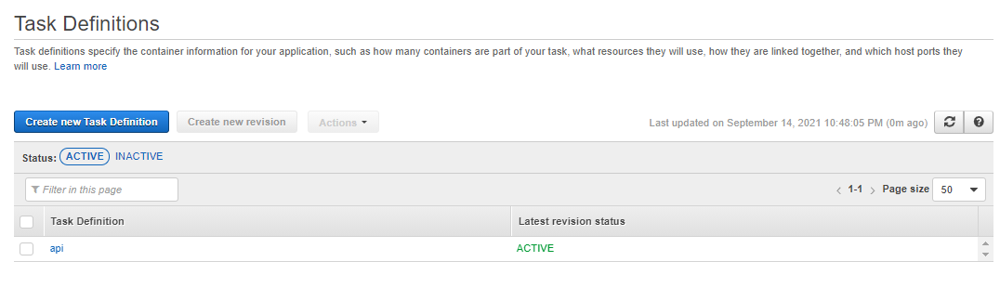 Task Definitions
Task definitions specify the container information for your application, such as how many containers are part of your task, what resources they will use, how they are linked together, and which host ports they
will use. Learn more
Create new Task Definition Create new revision Actions Last updated on September 14, 2021 10:48:05 PM (0m ago)
Status: ACTIVE INACTIVE
Filter in this page 1-1 Page size 50
Task Definition Latest revision status
api ACTIVE